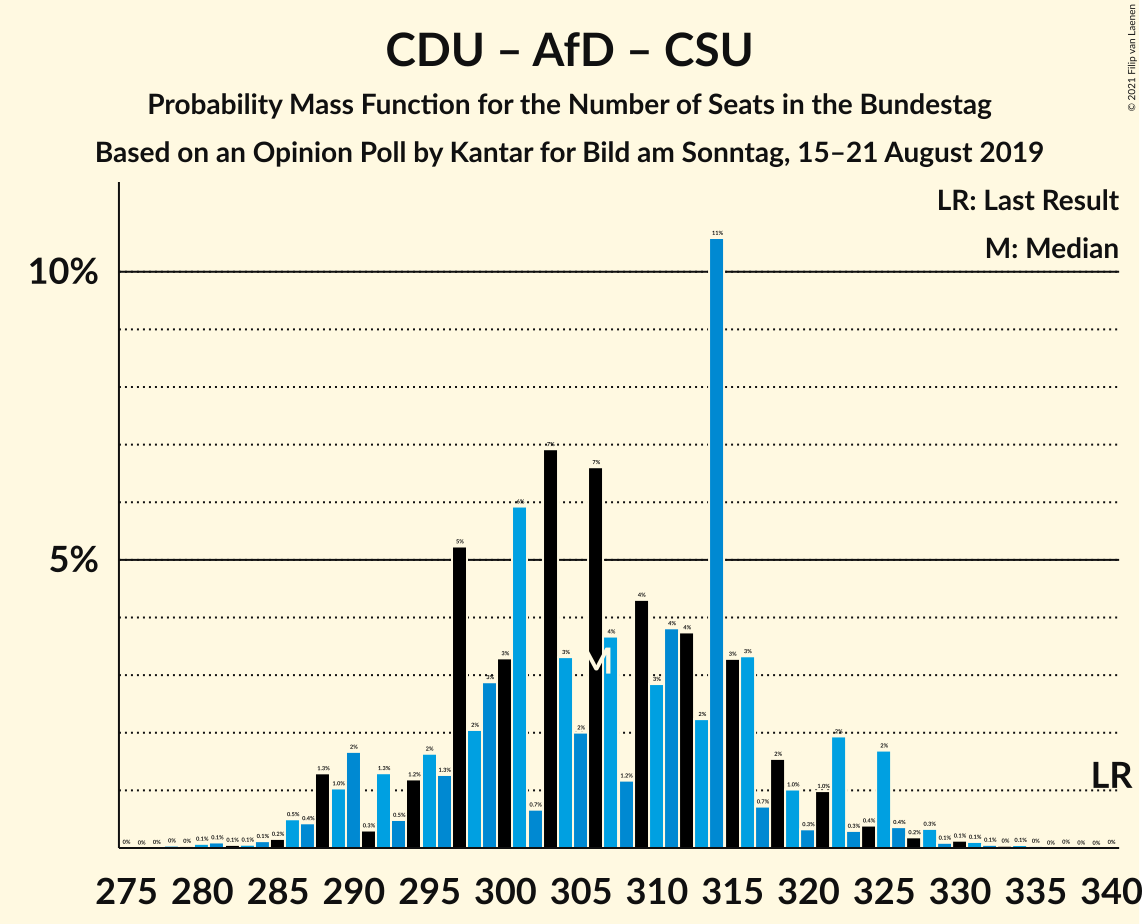 CDU – AfD – CSU
Probability Mass Function for the Number of Seats in the Bundestag
Based on an Opinion Poll by Kantar for Bild am Sonntag, 15–21 August 2019
© 2021 Filip van Laenen
LR: Last Result
M: Median
10%
5%
0% 0% 0% 0% 0% 0.1% 0.1% 0.1% 0.1% 0.1% 0.2% 0.5% 0.4% 1.3% 1.0% 2% 0.3% 1.3% 0.5% 1.2% 2% 1.3% 5% 2% 3% 3% 6% 0.7% 7% 3% 2% 7% 4% 1.2% 4% 3% 4% 4% 2% 11% 3% 3% 0.7% 2% 1.0% 0.3% 1.0% 2% 0.3% 0.4% 2% 0.4% 0.2% 0.3% 0.1% 0.1% 0.1% 0.1% 0% 0.1% 0% 0% 0% 0% 0% 0%
M
LR
275 280 285 290 295 300 305 310 315 320 325 330 335 340